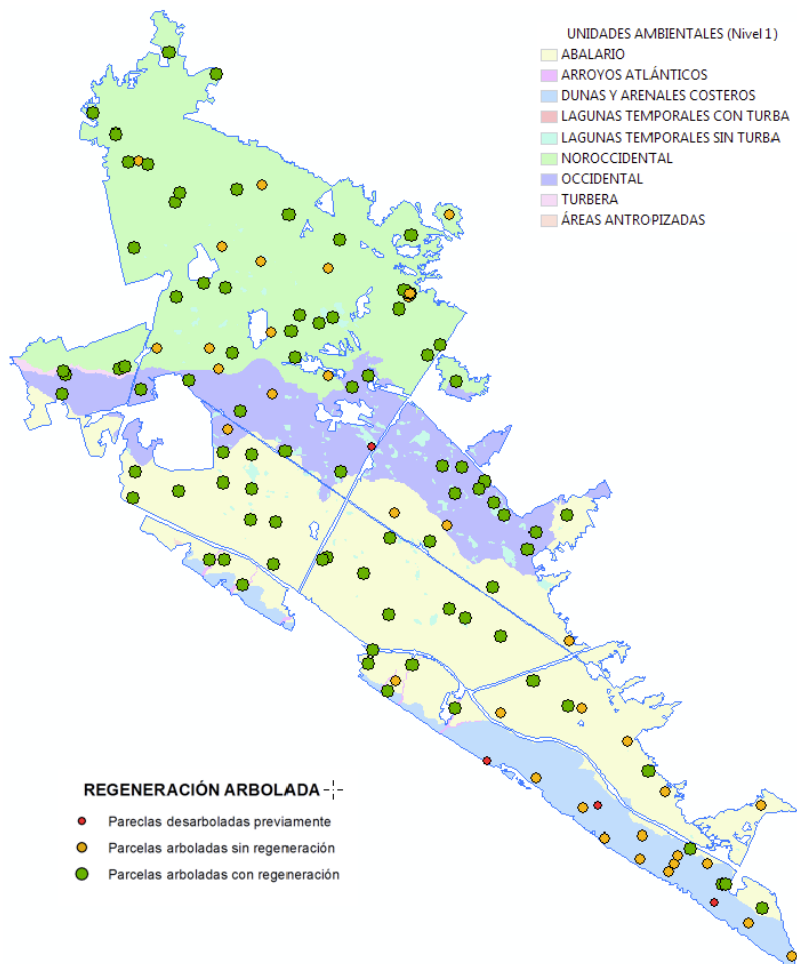 UNIDADES AMBIENTALES (Nivel 1)
ABALARIO
ARROYOS ATLÁNTICOS
DUNAS Y ARENALES COSTEROS
LAGUNAS TEMPORALES CON TURBA
LAGUNAS TEMPORALES SIN TURBA
NOROCCIDENTAL
OCCIDENTAL
TURBERA
ÁREAS ANTROPIZADAS
REGENERACIÓN ARBOLADA
Pareclas desarboladas previamente
Parcelas arboladas sin regeneración
Parcelas arboladas con regeneración